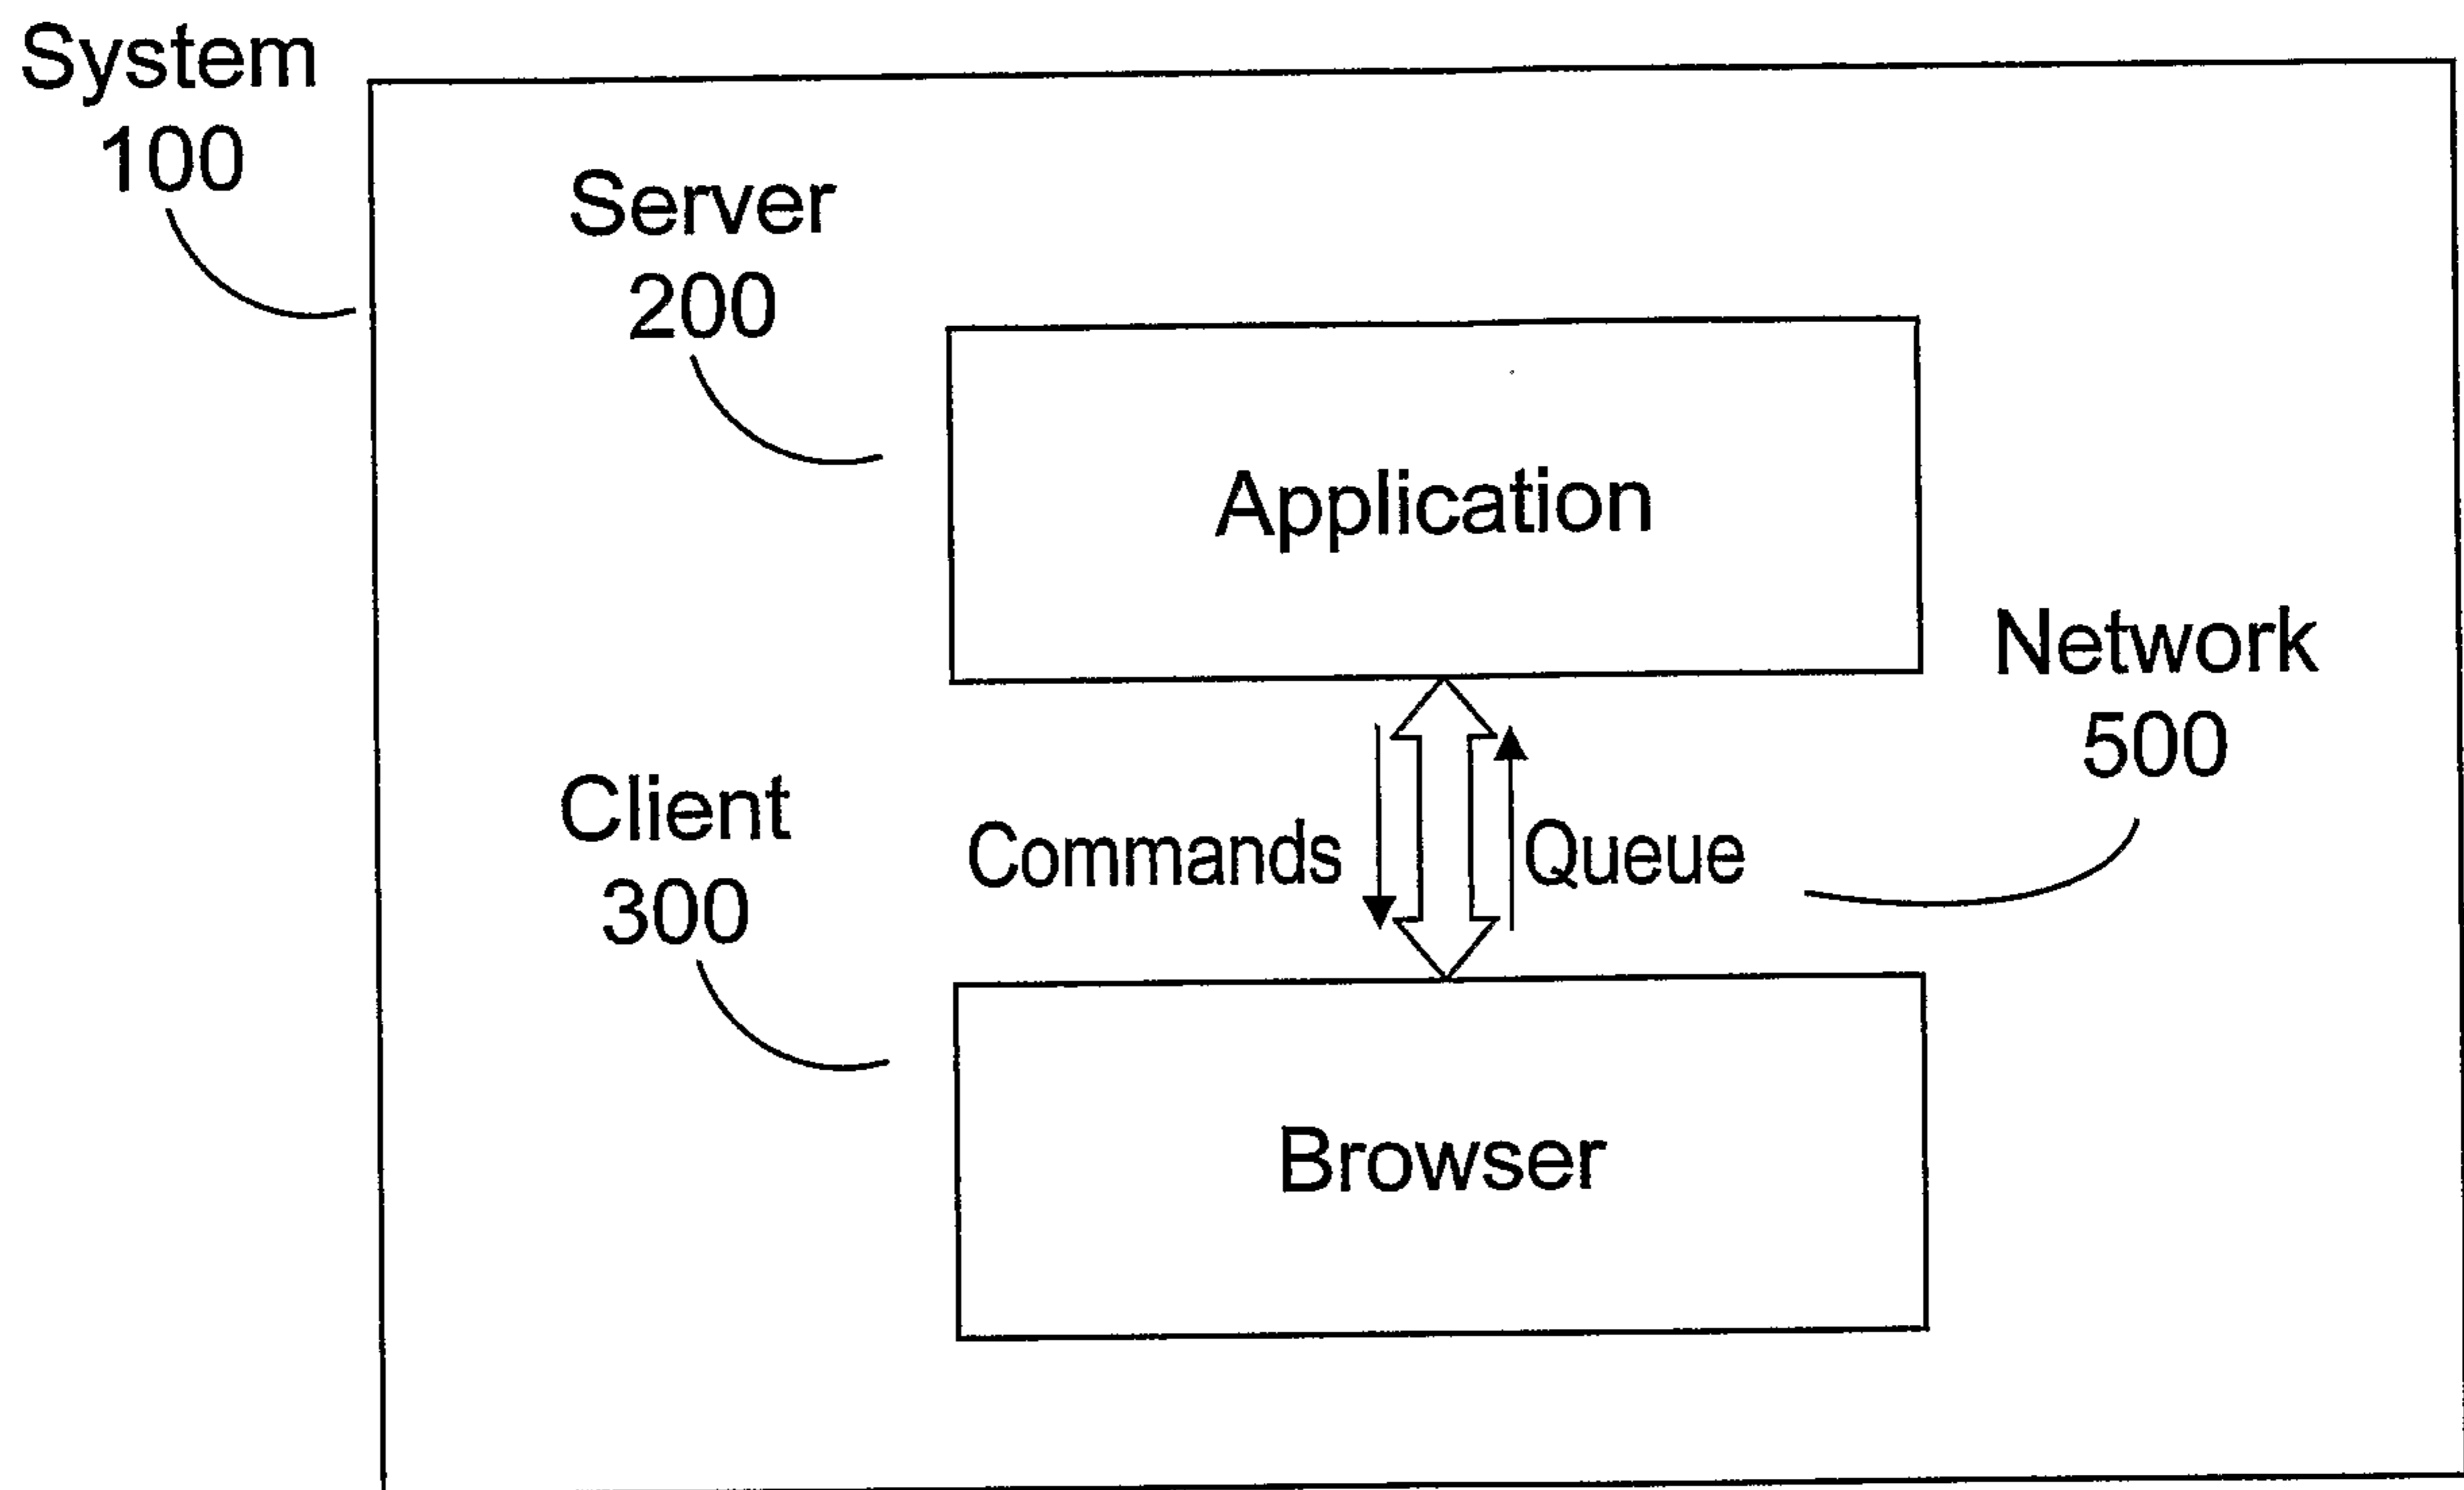 System
100
Server
200
Application
Network
500
Client
300
Commands
Queue
Browser